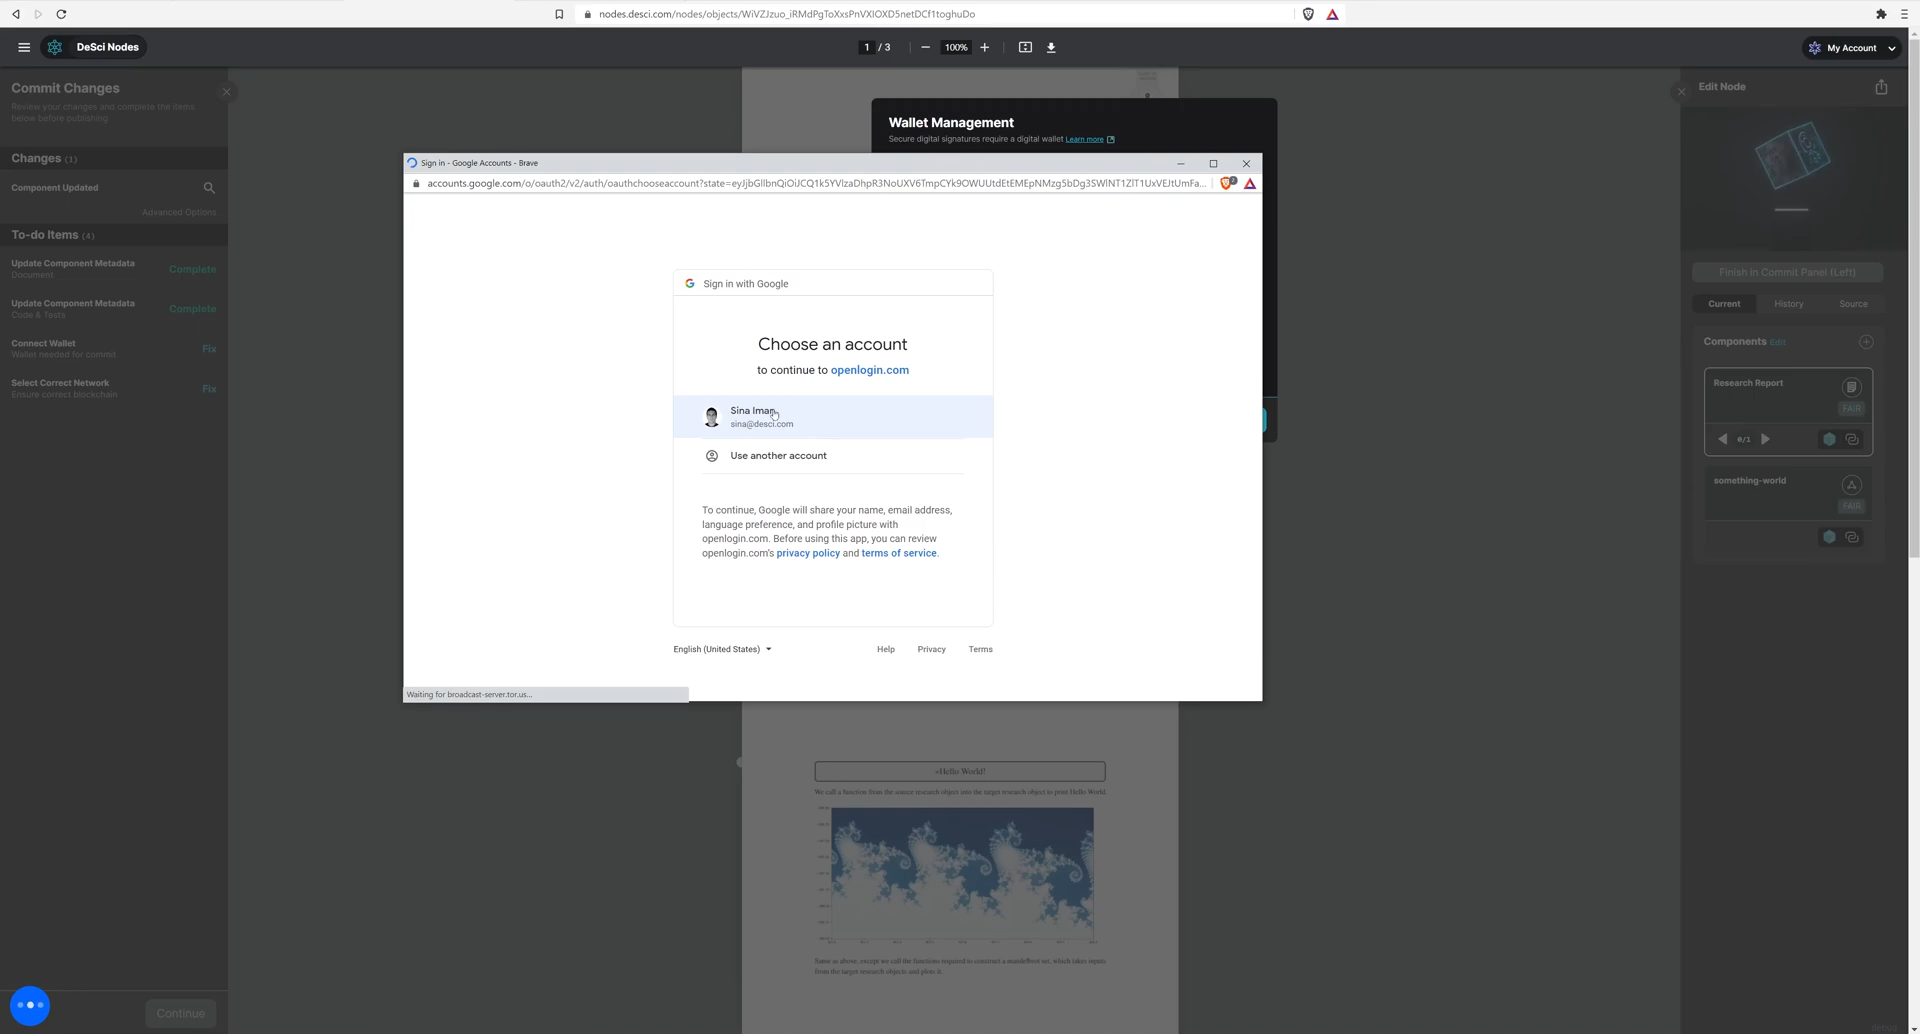 nodes.desci.com/nodes/objects/WiVZJzuo_iRMdPgToXxsPnVXIOXD5netDCf1toghuDo
DeSci Nodes
1 / 3
100%
My Account
Commit Changes
Review your changes and complete the items
below before publishing
Changes (1)
Component Updated
Advanced Options
To-do Items (4)
Update Component Metadata
Document
Complete
Update Component Metadata
Code & Tests
Complete
Connect Wallet
Wallet needed for commit
Fix
Select Correct Network
Ensure correct blockchain
Fix
Continue
Wallet Management
Secure digital signatures require a digital wallet Learn more
Sign in - Google Accounts - Brave
accounts.google.com/o/oauth2/v2/auth/oauthchooseaccount?state=
2
Sign in with Google
Choose an account
to continue to openlogin.com
Sina Iman
sina@desci.com
Use another account
To continue, Google will share your name, email address,
language preference, and profile picture with
openlogin.com. Before using this app, you can review
openlogin.com's privacy policy and terms of service.
English (United States)
Help
Privacy
Terms
Waiting for broadcast-server.tor.us...
Hello World!
We call a function from the source research object into the target research object to print Hello World.
Same as above, except we call the functions required to construct a mandelbrot set, which takes inputs
from the target research objects and plots it.
Edit Node
Finish in Commit Panel (Left)
Current
History
Source
Components Edit
Research Report
FAIR
0/1
something-world
FAIR